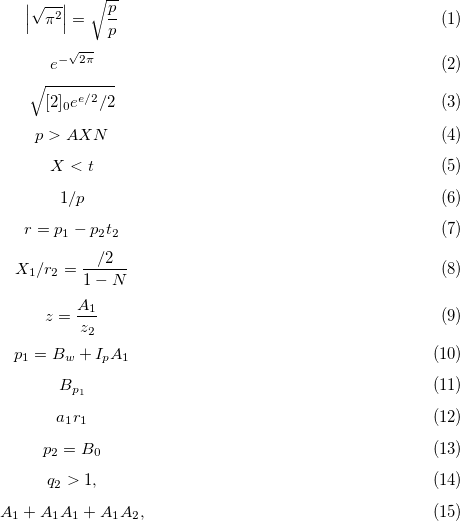 |√π²| = √(p/p) (1)
e^{−√{2π}} (2)
√([2]₀e^{e/2}/2) (3)
p > AXN (4)
X < t (5)
1/p (6)
r = p₁ − p₂t₂ (7)
X₁/r₂ = (/2)/(1 − N) (8)
z = A₁/z₂ (9)
p₁ = B_w + I_pA₁ (10)
B_{p₁} (11)
a₁r₁ (12)
p₂ = B₀ (13)
q₂ > 1, (14)
A₁ + A₁A₁ + A₁A₂, (15)